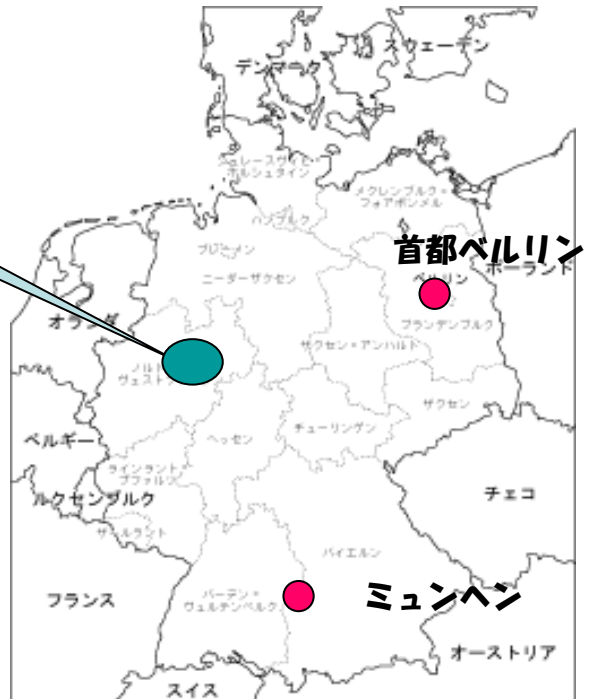 スウェーデン
デンマーク
シュレースヴィヒ・
ホルシュタイン
メクレンブルク・
フォアポンメル
ハンブルク
ブレーメン
首都ベルリン
ベルリン
ポーランド
ニーダーザクセン
オランダ
ブランデンブルク
ザクセン・アンハルト
ノルト
ヴェストフ
ザクセン
チューリンゲン
ヘッセン
ベルギー
ラインラント・
プファルツ
ルクセンブルク
チェコ
ザールラント
バイエルン
フランス
バーデン・
ヴュルテンベルク
ミュンヘン
オーストリア
スイス